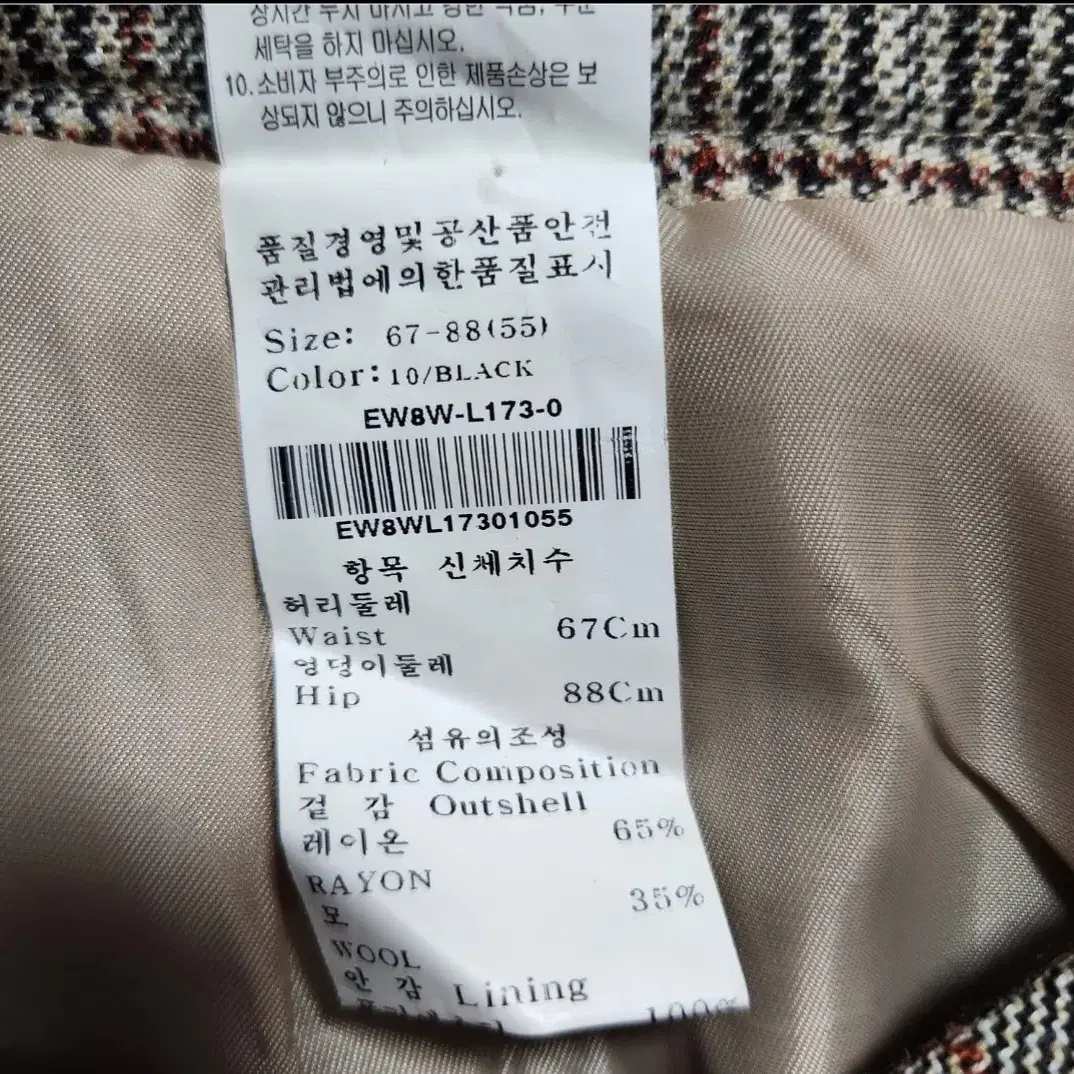 세탁을 하지 마십시오.
10. 소비자 부주의로 인한 제품손상은 보
상되지 않으니 주의하십시오.
품질경영및공산품안전
관리법에의한품질표시
Size: 67-88(55)
Color: 10/BLACK
EW8W-L173-0
EW8WL17301055
항목 신체치수
허리둘레
Waist 67Cm
엉덩이둘레
Hip 88Cm
섬유의조성
Fabric Composition
겉 감 Outshell
레이온 65%
RAYON
모 35%
WOOL
안 감 Lining
100%